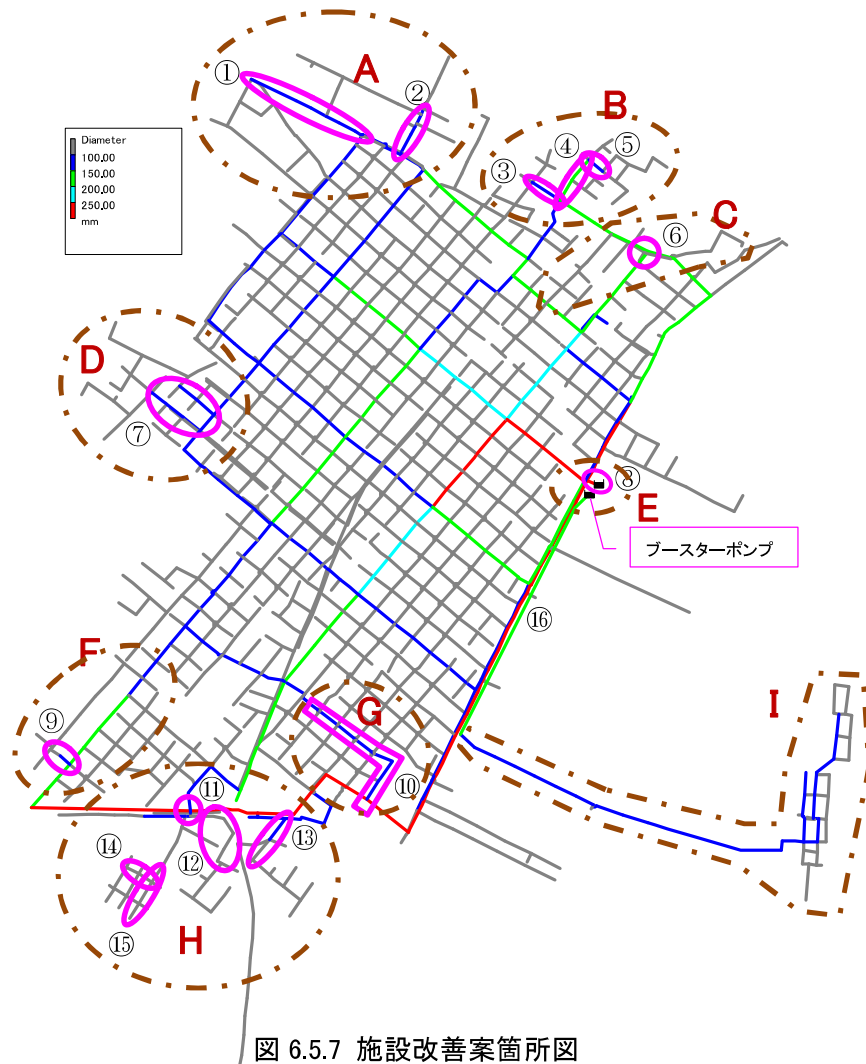 A
①
②
B
⑤
④
③
C
⑥
Diameter
100.00
150.00
200.00
250.00
mm
D
⑦
⑧
E
ブースターポンプ
⑯
F
G
I
⑨
⑩
⑪
⑫
⑬
⑭
⑮
H
図 6.5.7 施設改善案箇所図